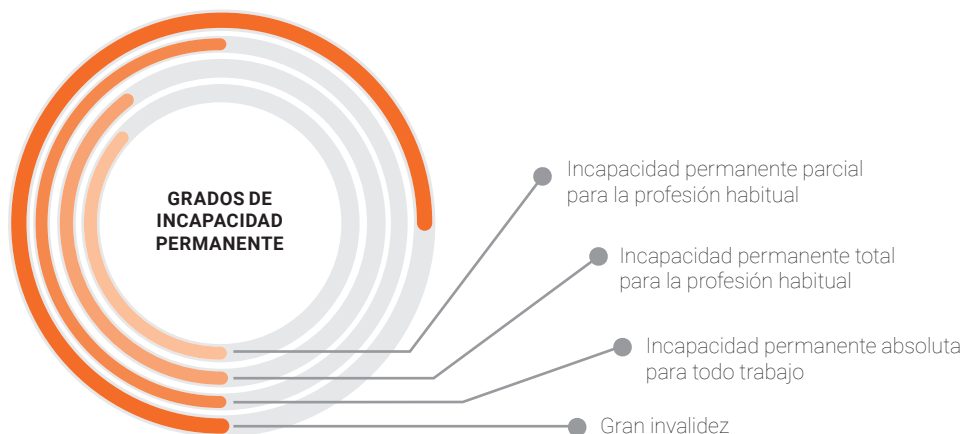 GRADOS DE
INCAPACIDAD
PERMANENTE
Incapacidad permanente parcial
para la profesión habitual
Incapacidad permanente total
para la profesión habitual
Incapacidad permanente absoluta
para todo trabajo
Gran invalidez